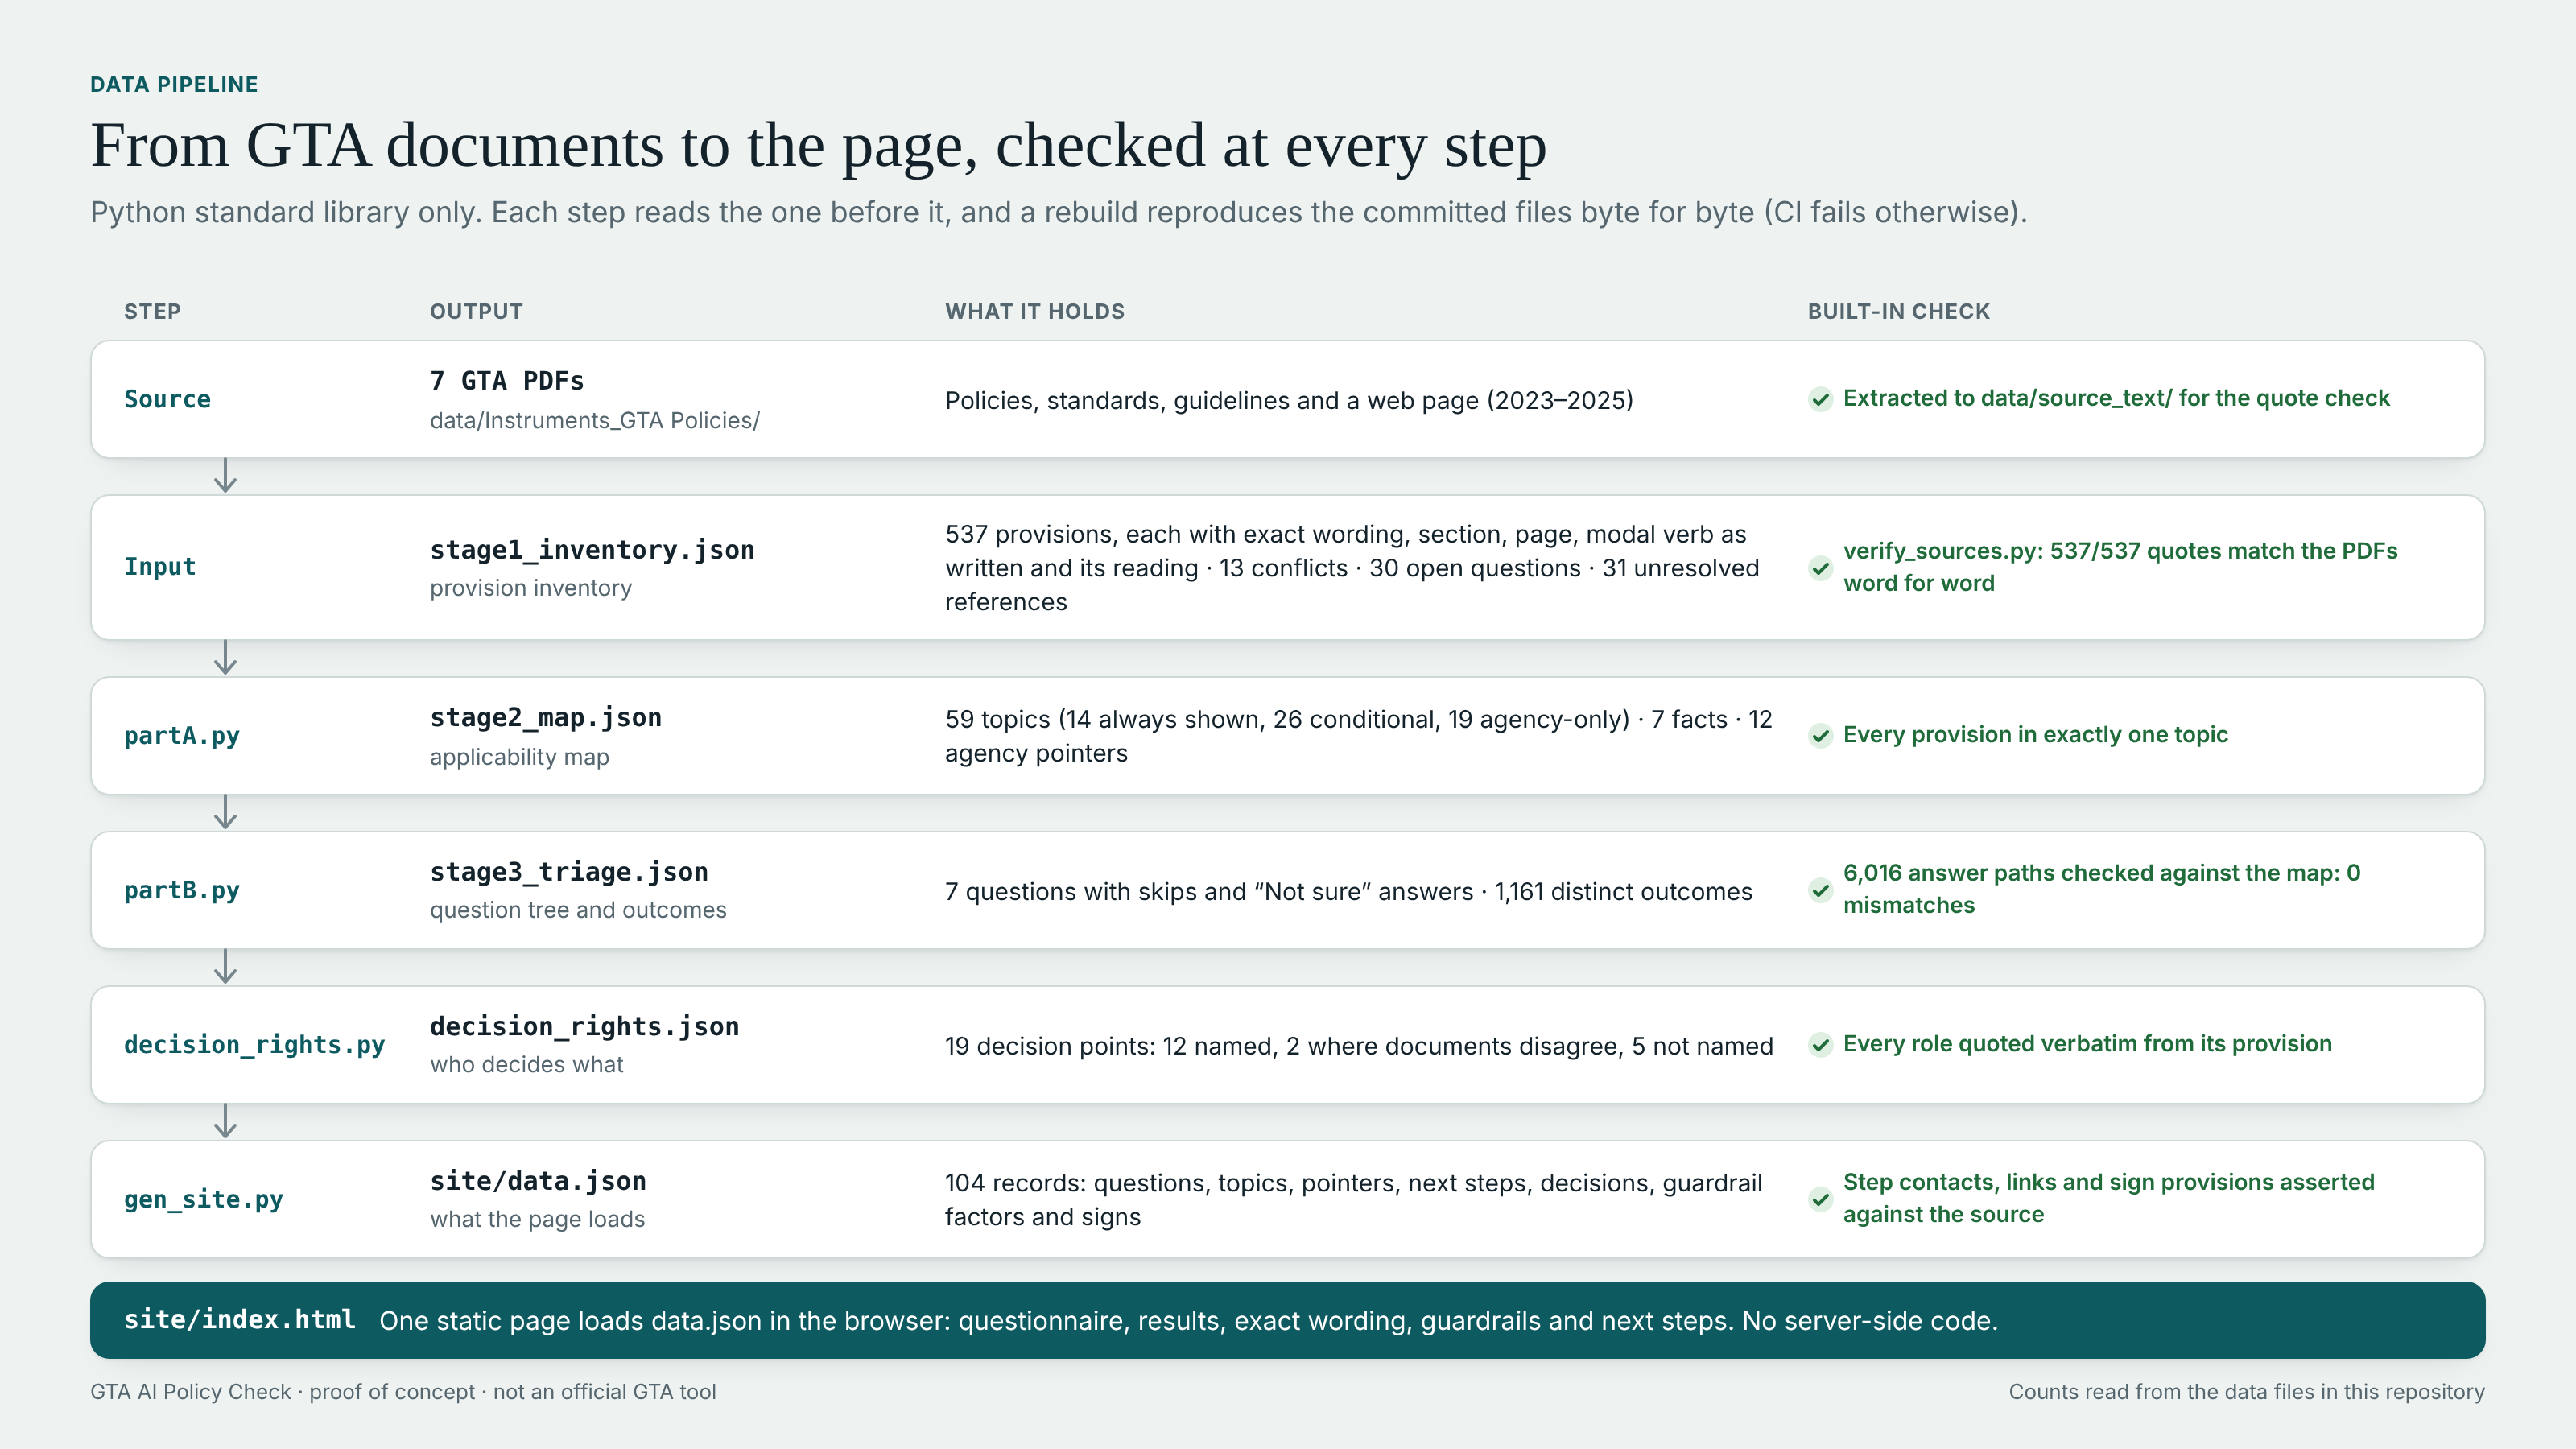 DATA PIPELINE
From GTA documents to the page, checked at every step
Python standard library only. Each step reads the one before it, and a rebuild reproduces the committed files byte for byte (CI fails otherwise).
STEP
OUTPUT
WHAT IT HOLDS
BUILT-IN CHECK
Source
7 GTA PDFs
data/Instruments_GTA Policies/
Policies, standards, guidelines and a web page (2023–2025)
Extracted to data/source_text/ for the quote check
Input
stage1_inventory.json
provision inventory
537 provisions, each with exact wording, section, page, modal verb as
written and its reading · 13 conflicts · 30 open questions · 31 unresolved
references
verify_sources.py: 537/537 quotes match the PDFs
word for word
partA.py
stage2_map.json
applicability map
59 topics (14 always shown, 26 conditional, 19 agency-only) · 7 facts · 12
agency pointers
Every provision in exactly one topic
partB.py
stage3_triage.json
question tree and outcomes
7 questions with skips and “Not sure” answers · 1,161 distinct outcomes
6,016 answer paths checked against the map: 0
mismatches
decision_rights.py
decision_rights.json
who decides what
19 decision points: 12 named, 2 where documents disagree, 5 not named
Every role quoted verbatim from its provision
gen_site.py
site/data.json
what the page loads
104 records: questions, topics, pointers, next steps, decisions, guardrail
factors and signs
Step contacts, links and sign provisions asserted
against the source
site/index.html One static page loads data.json in the browser: questionnaire, results, exact wording, guardrails and next steps. No server-side code.
GTA AI Policy Check · proof of concept · not an official GTA tool
Counts read from the data files in this repository